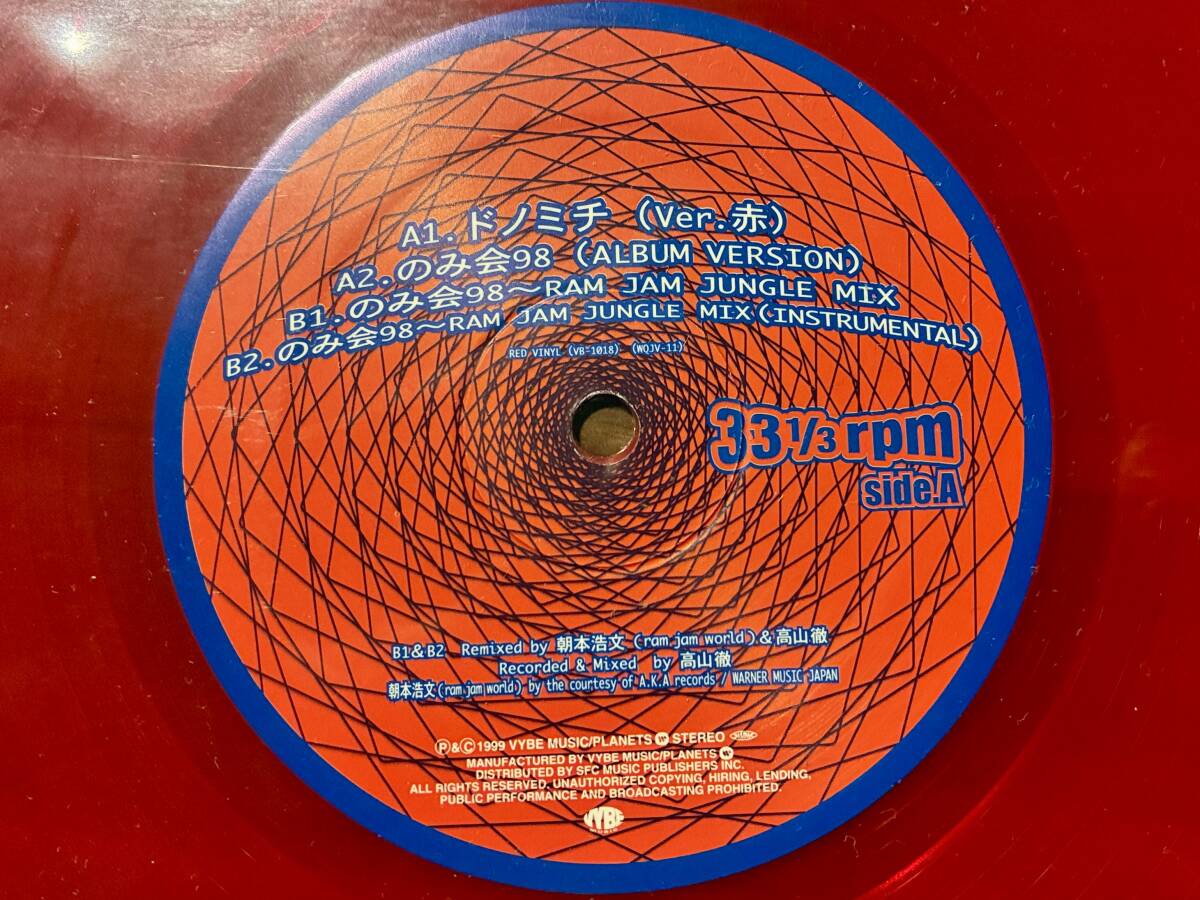 A1.ドノミチ (Ver.赤)
A2.のみ会98 (ALBUM VERSION)
B1.のみ会98～RAM JAM JUNGLE MIX
B2.のみ会98～RAM JAM JUNGLE MIX(INSTRUMENTAL)
RED VINYL (VB-1018) (WQJV-11)
33 1/3 rpm
side.A
B1&B2 Remixed by 朝本浩文 (ram jam world) & 高山徹
Recorded & Mixed by 高山徹
朝本浩文(ram jam world) by the courtesy of A.K.A records / WARNER MUSIC JAPAN
Ⓟ&Ⓒ 1999 VYBE MUSIC/PLANETS STEREO
MANUFACTURED BY VYBE MUSIC/PLANETS
DISTRIBUTED BY SFC MUSIC PUBLISHERS INC.
ALL RIGHTS RESERVED, UNAUTHORIZED COPYING, HIRING, LENDING,
PUBLIC PERFORMANCE AND BROADCASTING PROHIBITED.
VYBE